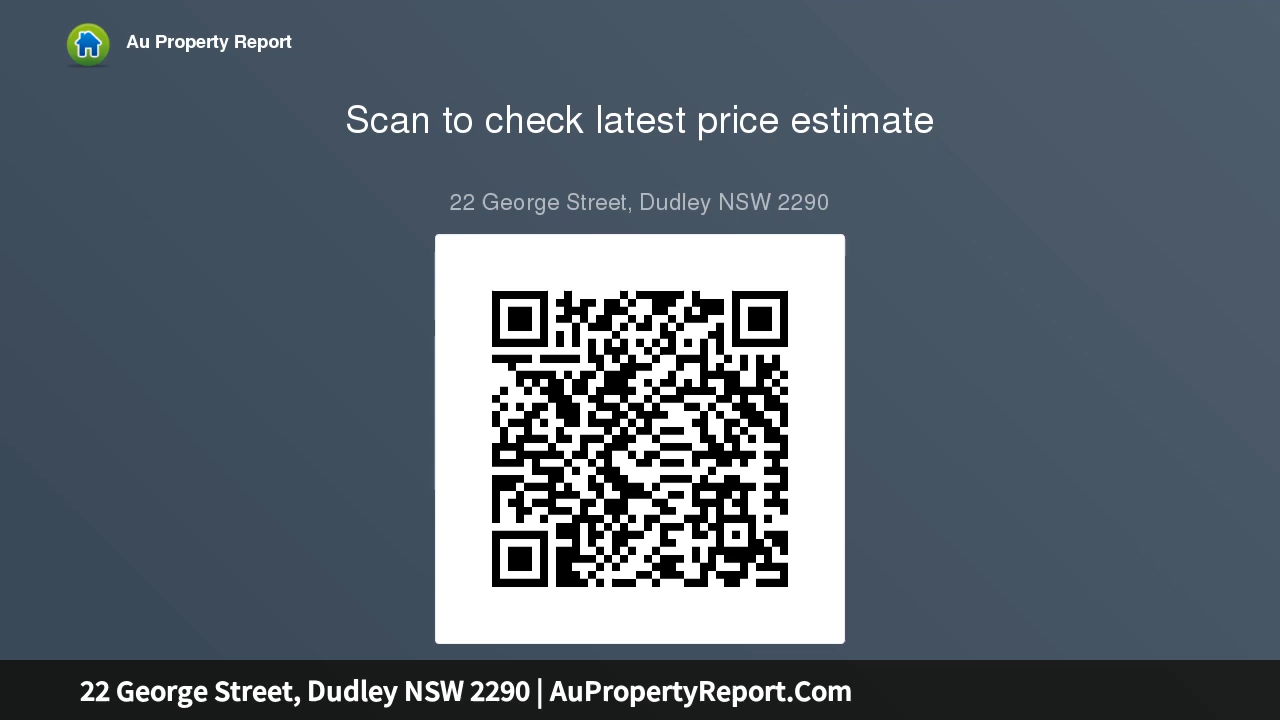 Au Property Report
Scan to check latest price estimate
22 George Street, Dudley NSW 2290
22 George Street, Dudley NSW 2290 | AuPropertyReport.Com